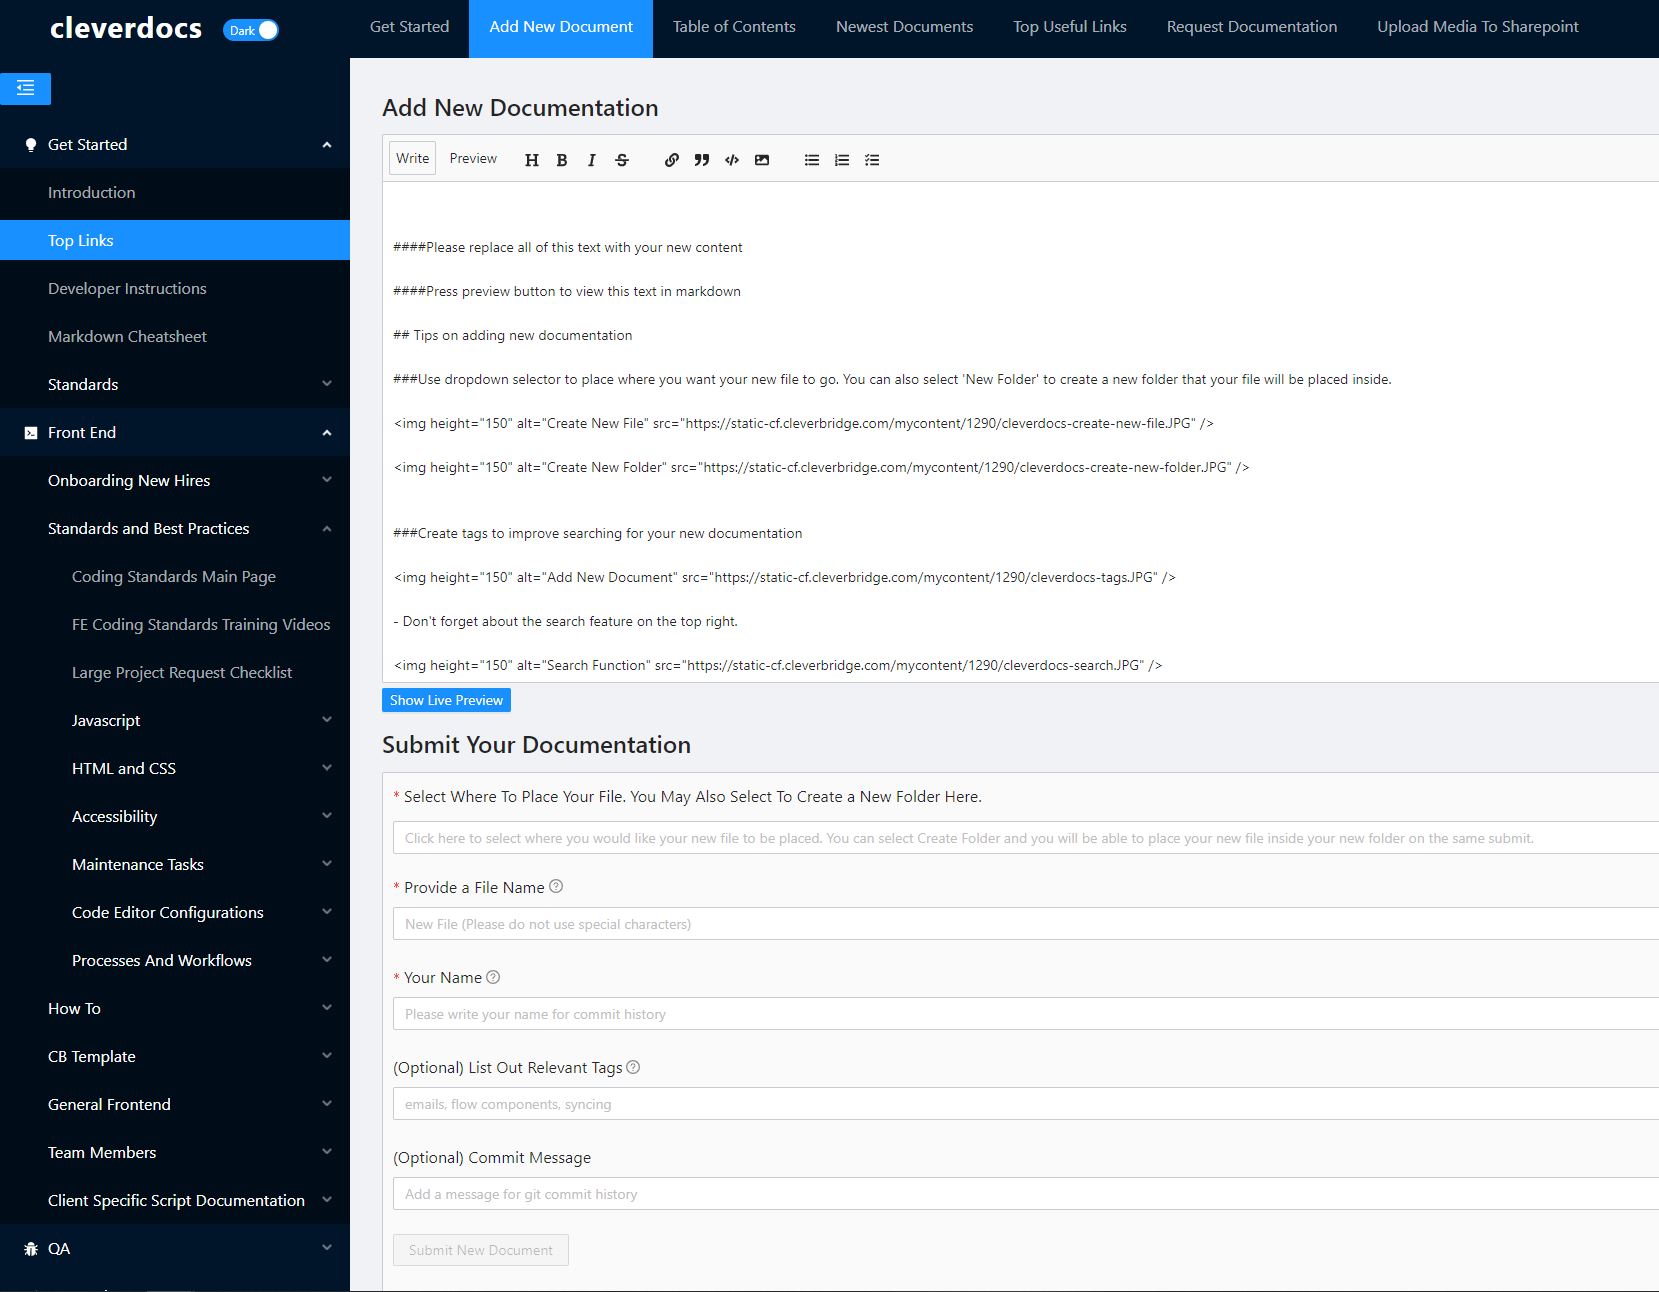 cleverdocs
Dark
Get Started
Add New Document
Table of Contents
Newest Documents
Top Useful Links
Request Documentation
Upload Media To Sharepoint
Get Started
Introduction
Top Links
Developer Instructions
Markdown Cheatsheet
Standards
Front End
Onboarding New Hires
Standards and Best Practices
Coding Standards Main Page
FE Coding Standards Training Videos
Large Project Request Checklist
Javascript
HTML and CSS
Accessibility
Maintenance Tasks
Code Editor Configurations
Processes And Workflows
How To
CB Template
General Frontend
Team Members
Client Specific Script Documentation
QA
Add New Documentation
Write
Preview
H B I S
####Please replace all of this text with your new content
####Press preview button to view this text in markdown
## Tips on adding new documentation
###Use dropdown selector to place where you want your new file to go. You can also select 'New Folder' to create a new folder that your file will be placed inside.
<img height="150" alt="Create New File" src="https://static-cf.cleverbridge.com/mycontent/1290/cleverdocs-create-new-file.JPG" />
<img height="150" alt="Create New Folder" src="https://static-cf.cleverbridge.com/mycontent/1290/cleverdocs-create-new-folder.JPG" />
###Create tags to improve searching for your new documentation
<img height="150" alt="Add New Document" src="https://static-cf.cleverbridge.com/mycontent/1290/cleverdocs-tags.JPG" />
- Don't forget about the search feature on the top right.
<img height="150" alt="Search Function" src="https://static-cf.cleverbridge.com/mycontent/1290/cleverdocs-search.JPG" />
Show Live Preview
Submit Your Documentation
* Select Where To Place Your File. You May Also Select To Create a New Folder Here.
Click here to select where you would like your new file to be placed. You can select Create Folder and you will be able to place your new file inside your new folder on the same submit.
* Provide a File Name
New File (Please do not use special characters)
* Your Name
Please write your name for commit history
(Optional) List Out Relevant Tags
emails, flow components, syncing
(Optional) Commit Message
Add a message for git commit history
Submit New Document